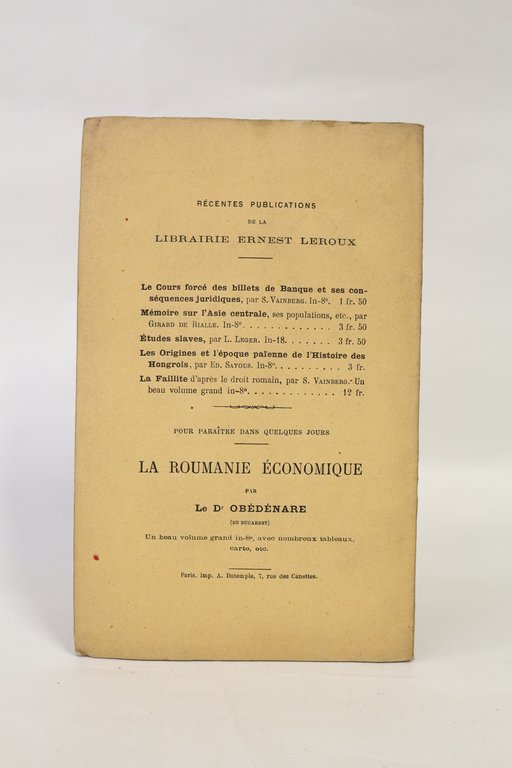 RÉCENTES PUBLICATIONS
DE LA
LIBRAIRIE ERNEST LEROUX
Le Cours forcé des billets de Banque et ses con-
séquences juridiques, par S. VAINBERG. In-8º. 1 fr. 50
Mémoire sur l'Asie centrale, ses populations, etc., par
GIRARD DE RIALLE. In-8º. . . . . . . . . . . . . 3 fr. 50
Études slaves, par L. LEGER. In-18. . . . . . . 3 fr. 50
Les Origines et l'époque païenne de l'Histoire des
Hongrois, par ED. SAYOUS. In-8º. . . . . . . . . . 3 fr.
La Faillite d'après le droit romain, par S. VAINBERG. Un
beau volume grand in-8º. . . . . . . . . . . . . 12 fr.
POUR PARAÎTRE DANS QUELQUES JOURS
LA ROUMANIE ÉCONOMIQUE
PAR
LE Dr OBÉDÉNARE
(DE BUCAREST)
Un beau volume grand in-8º, avec nombreux tableaux,
carte, etc.
Paris. imp. A. Dutemple, 7, rue des Canettes.